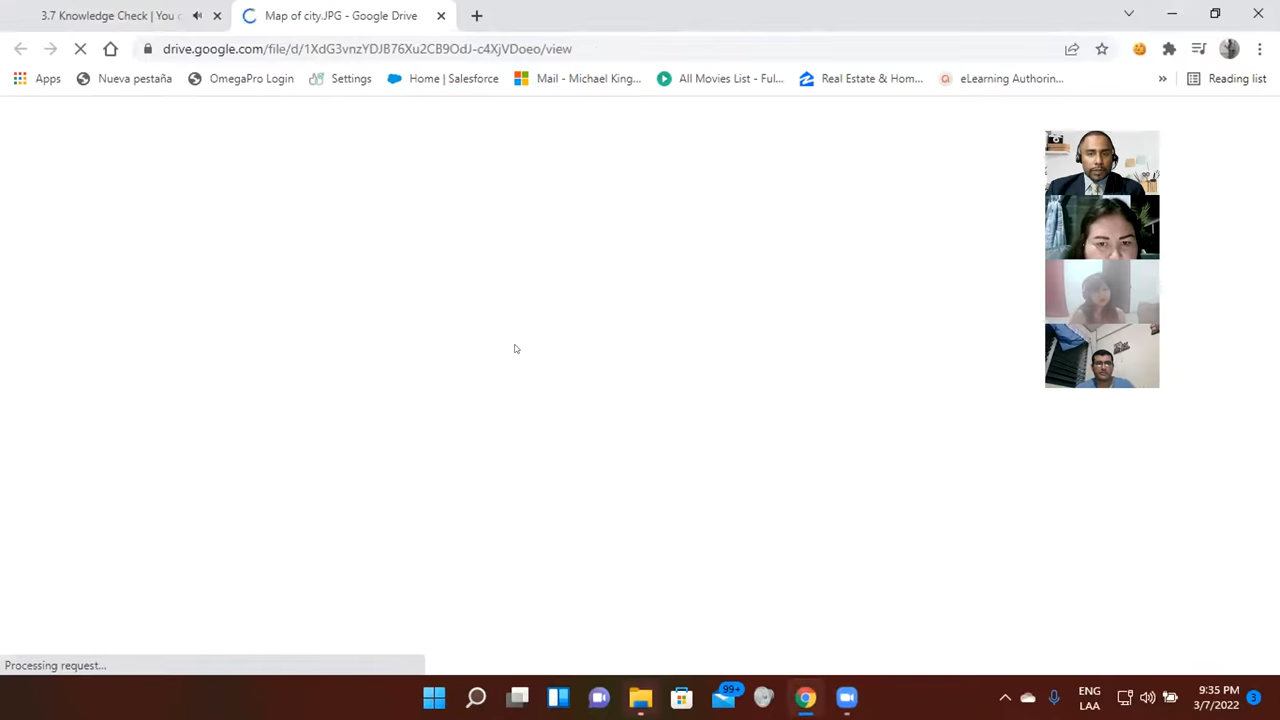 3.7 Knowledge Check | You c
Map of city.JPG - Google Drive
drive.google.com/file/d/1XdG3vnzYDJB76Xu2CB9OdJ-c4XjVDoeo/view
Apps Nueva pestaña OmegaPro Login Settings Home | Salesforce Mail - Michael King... All Movies List - Ful... Real Estate & Hom... eLearning Authorin... » Reading list
Processing request...
99+
ENG 9:35 PM
LAA 3/7/2022 3